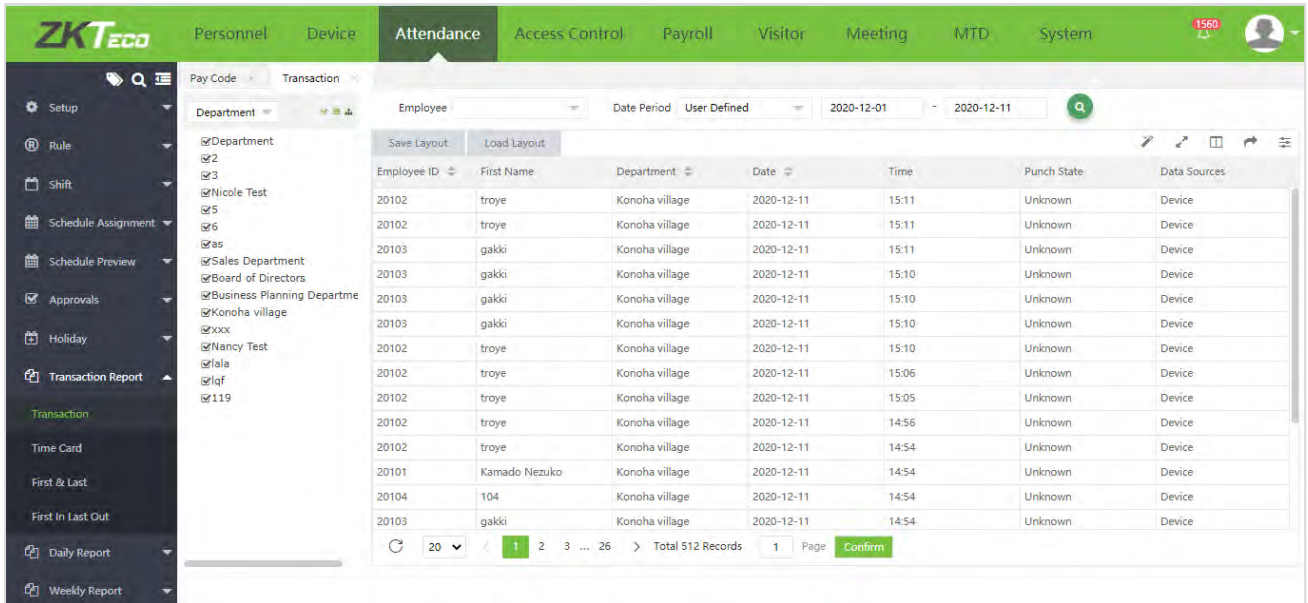 ZKTeco Personnel Device Attendance Access Control Payroll Visitor Meeting MTD System 1560
Pay Code Transaction
Setup
Rule
Shift
Schedule Assignment
Schedule Preview
Approvals
Holiday
Transaction Report
Transaction
Time Card
First & Last
First In Last Out
Daily Report
Weekly Report
Department
Department
2
3
Nicole Test
5
6
as
Sales Department
Board of Directors
Business Planning Departme
Konoha village
xxx
Nancy Test
lala
lqf
119
Employee Date Period User Defined 2020-12-01 - 2020-12-11
Save Layout Load Layout
Employee ID First Name Department Date Time Punch State Data Sources
20102 troye Konoha village 2020-12-11 15:11 Unknown Device
20102 troye Konoha village 2020-12-11 15:11 Unknown Device
20103 gakki Konoha village 2020-12-11 15:11 Unknown Device
20103 gakki Konoha village 2020-12-11 15:10 Unknown Device
20103 gakki Konoha village 2020-12-11 15:10 Unknown Device
20103 gakki Konoha village 2020-12-11 15:10 Unknown Device
20102 troye Konoha village 2020-12-11 15:10 Unknown Device
20102 troye Konoha village 2020-12-11 15:06 Unknown Device
20102 troye Konoha village 2020-12-11 15:05 Unknown Device
20102 troye Konoha village 2020-12-11 14:56 Unknown Device
20102 troye Konoha village 2020-12-11 14:54 Unknown Device
20101 Kamado Nezuko Konoha village 2020-12-11 14:54 Unknown Device
20104 104 Konoha village 2020-12-11 14:54 Unknown Device
20103 gakki Konoha village 2020-12-11 14:54 Unknown Device
20 < 1 2 3 ... 26 > Total 512 Records 1 Page Confirm